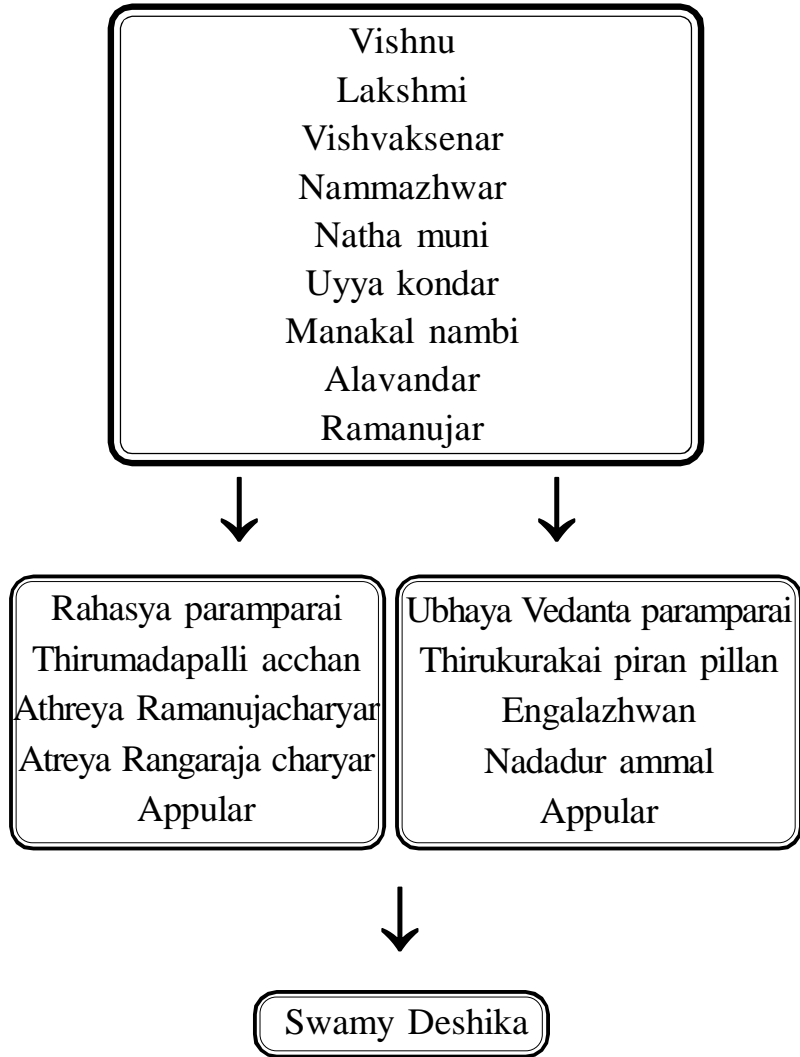 Vishnu
Lakshmi
Vishvaksenar
Nammazhwar
Natha muni
Uyya kondar
Manakal nambi
Alavandar
Ramanujar
Rahasya paramparai
Thirumadapalli acchan
Athreya Ramanujacharyar
Atreya Rangaraja charyar
Appular
Ubhaya Vedanta paramparai
Thirukurakai piran pillan
Engalazhwan
Nadadur ammal
Appular
Swamy Deshika